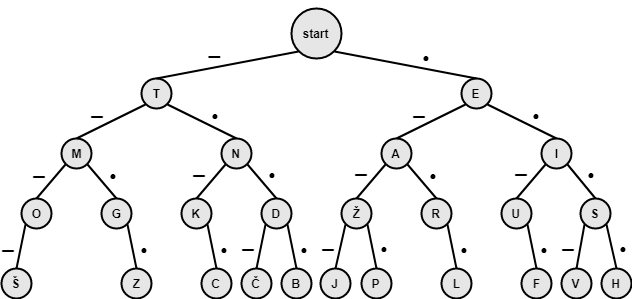 start
– .
T E
– . – .
M N A I
– . – . – . – .
O G K D Ž R U S
– . . – . – . . . – .
Š Z C Č B J P L F V H